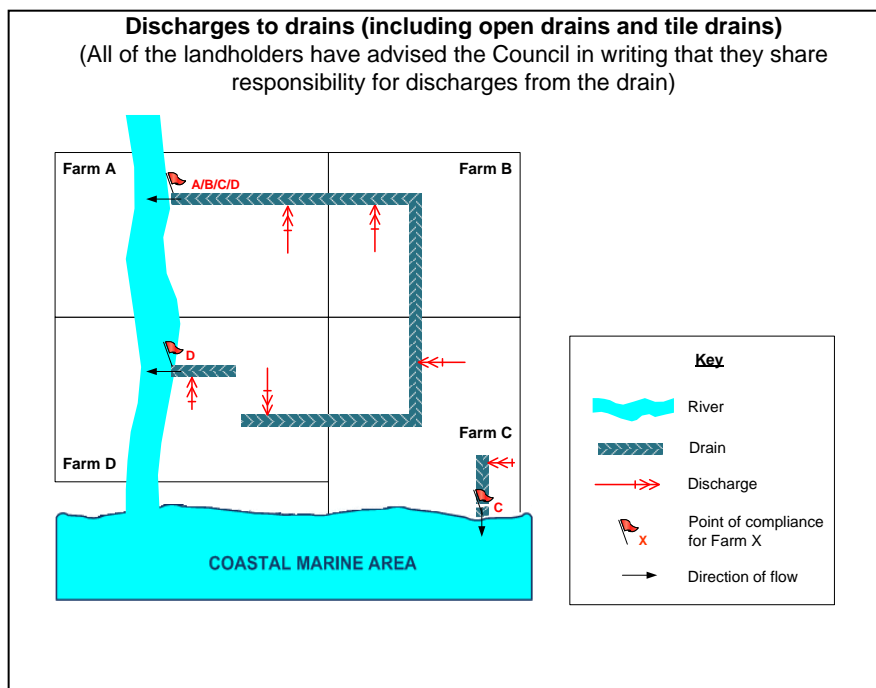 Discharges to drains (including open drains and tile drains)
(All of the landholders have advised the Council in writing that they share
responsibility for discharges from the drain)
Farm A
A/B/C/D
Farm B
D
Farm C
Farm D
C
COASTAL MARINE AREA
Key
River
Drain
Discharge
X
Point of compliance
for Farm X
Direction of flow